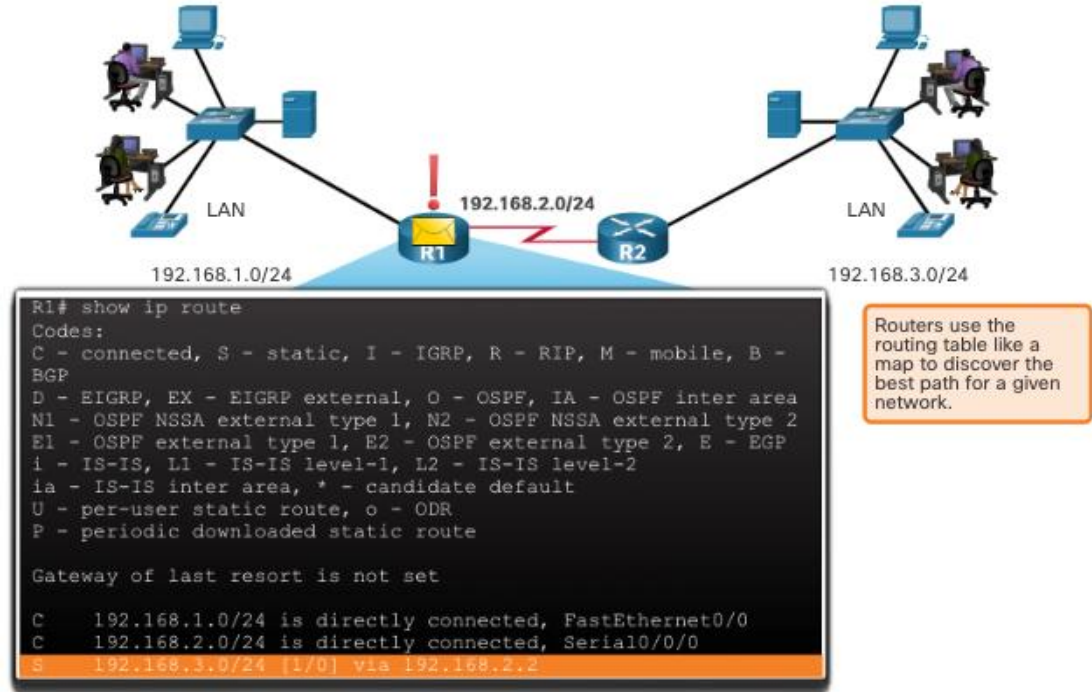 192.168.2.0/24
LAN
LAN
R1
R2
192.168.1.0/24
192.168.3.0/24
R1# show ip route
Codes:
C - connected, S - static, I - IGRP, R - RIP, M - mobile, B -
BGP
D - EIGRP, EX - EIGRP external, O - OSPF, IA - OSPF inter area
N1 - OSPF NSSA external type 1, N2 - OSPF NSSA external type 2
E1 - OSPF external type 1, E2 - OSPF external type 2, E - EGP
i - IS-IS, L1 - IS-IS level-1, L2 - IS-IS level-2
ia - IS-IS inter area, * - candidate default
U - per-user static route, o - ODR
P - periodic downloaded static route
Gateway of last resort is not set
C 192.168.1.0/24 is directly connected, FastEthernet0/0
C 192.168.2.0/24 is directly connected, Serial0/0/0
S 192.168.3.0/24 [1/0] via 192.168.2.2
Routers use the
routing table like a
map to discover the
best path for a given
network.